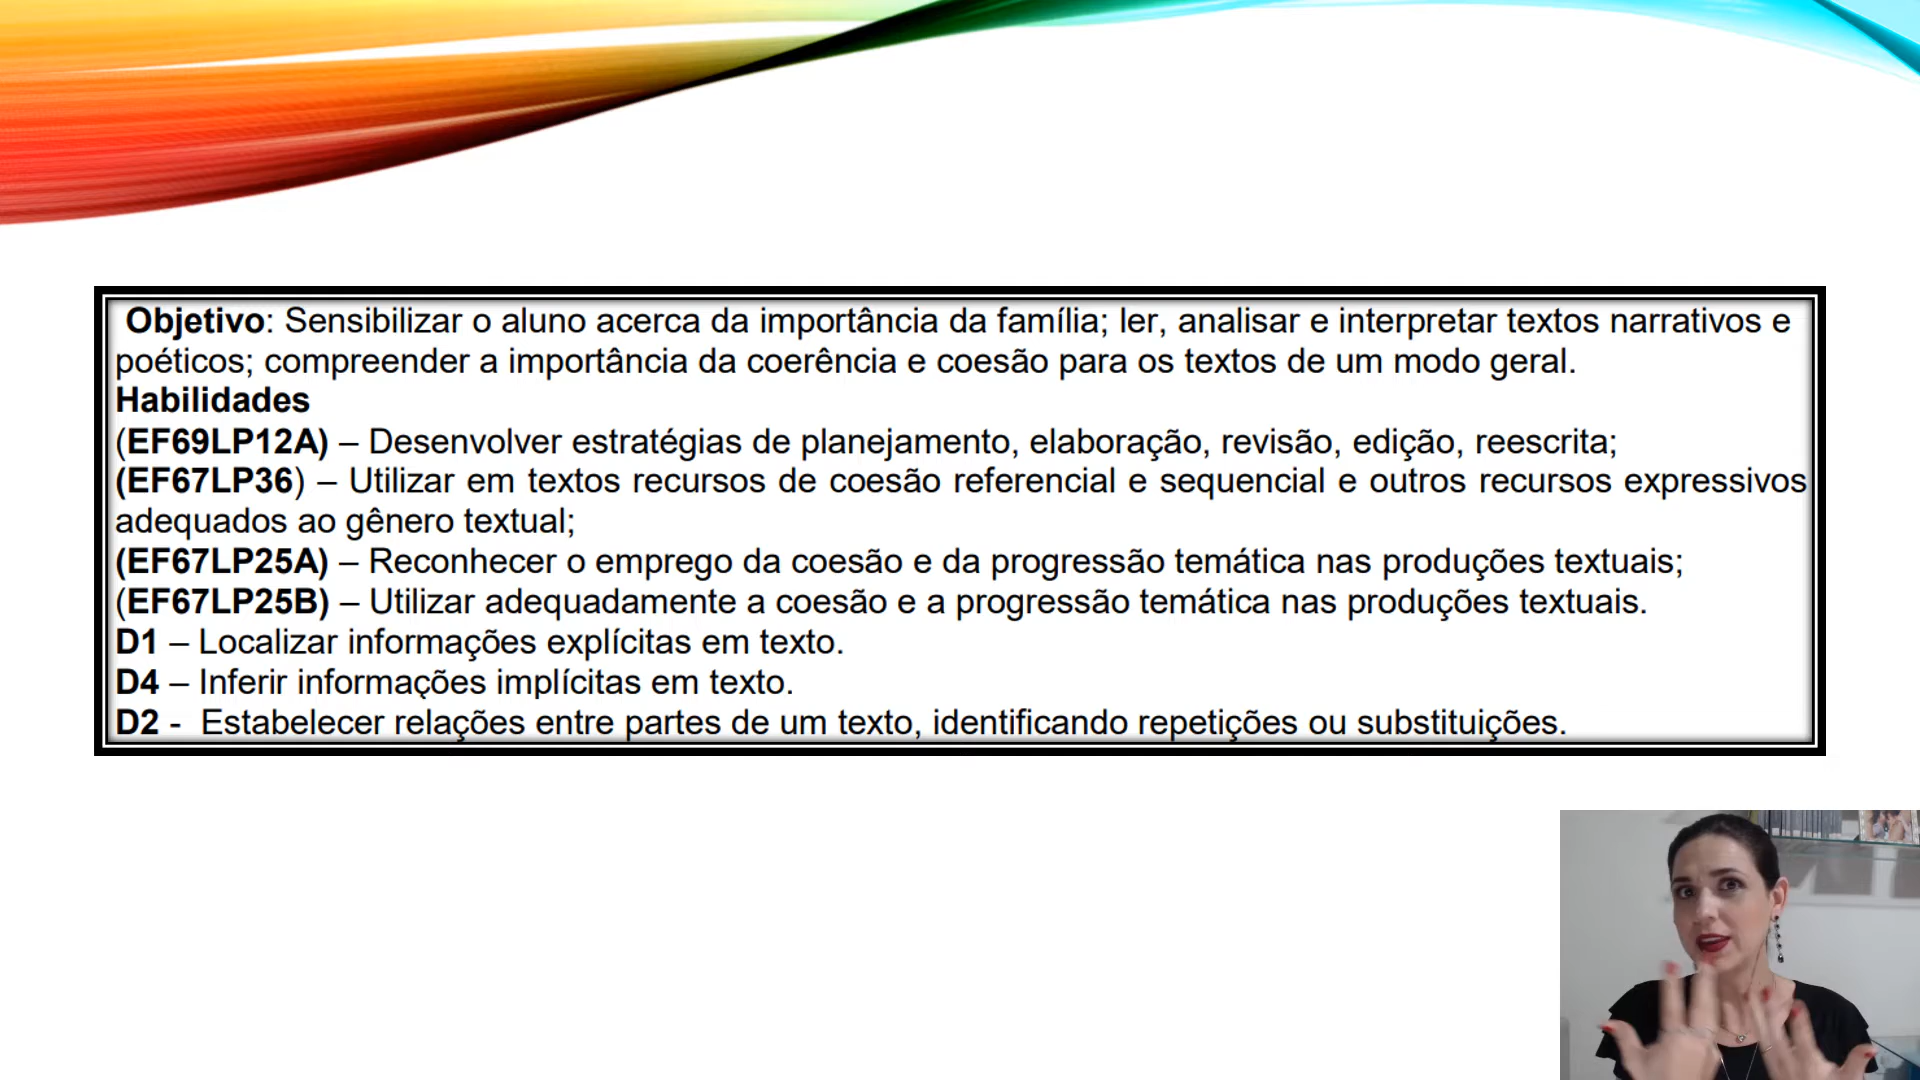 Objetivo: Sensibilizar o aluno acerca da importância da família; ler, analisar e interpretar textos narrativos e
poéticos; compreender a importância da coerência e coesão para os textos de um modo geral.
Habilidades
(EF69LP12A) – Desenvolver estratégias de planejamento, elaboração, revisão, edição, reescrita;
(EF67LP36) – Utilizar em textos recursos de coesão referencial e sequencial e outros recursos expressivos
adequados ao gênero textual;
(EF67LP25A) – Reconhecer o emprego da coesão e da progressão temática nas produções textuais;
(EF67LP25B) – Utilizar adequadamente a coesão e a progressão temática nas produções textuais.
D1 – Localizar informações explícitas em texto.
D4 – Inferir informações implícitas em texto.
D2 - Estabelecer relações entre partes de um texto, identificando repetições ou substituições.